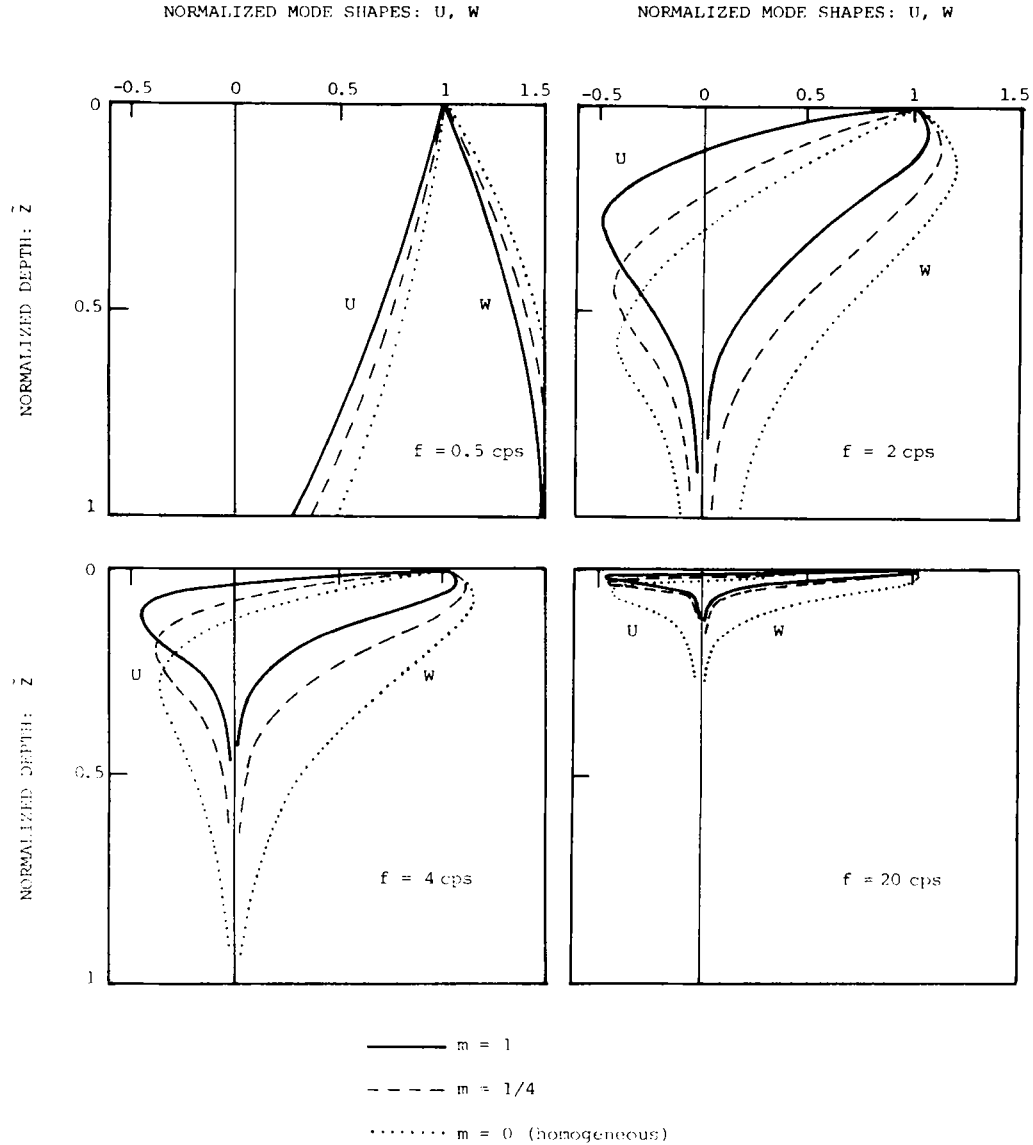 NORMALIZED MODE SHAPES: U, W
NORMALIZED MODE SHAPES: U, W
-0.5 0 0.5 1 1.5
-0.5 0 0.5 1 1.5
NORMALIZED DEPTH: Z̃
0
0.5
1
U
W
f = 0.5 cps
U
W
f = 2 cps
NORMALIZED DEPTH: Z̃
0
0.5
1
U
W
f = 4 cps
U
W
f = 20 cps
m = 1
m = 1/4
m = 0 (homogeneous)